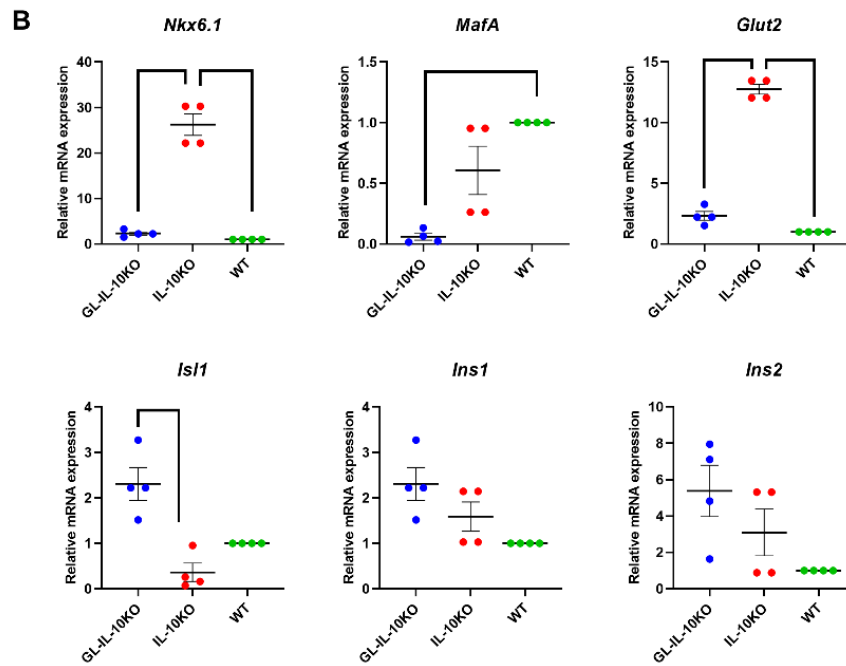 B
Nkx6.1
MafA
Glut2
Relative mRNA expression
40
30
20
10
0
GL-IL-10KO
IL-10KO
WT
Relative mRNA expression
1.5
1.0
0.5
0.0
GL-IL-10KO
IL-10KO
WT
Relative mRNA expression
15
10
5
0
GL-IL-10KO
IL-10KO
WT
Isl1
Ins1
Ins2
Relative mRNA expression
4
3
2
1
0
GL-IL-10KO
IL-10KO
WT
Relative mRNA expression
4
3
2
1
0
GL-IL-10KO
IL-10KO
WT
Relative mRNA expression
10
8
6
4
2
0
GL-IL-10KO
IL-10KO
WT